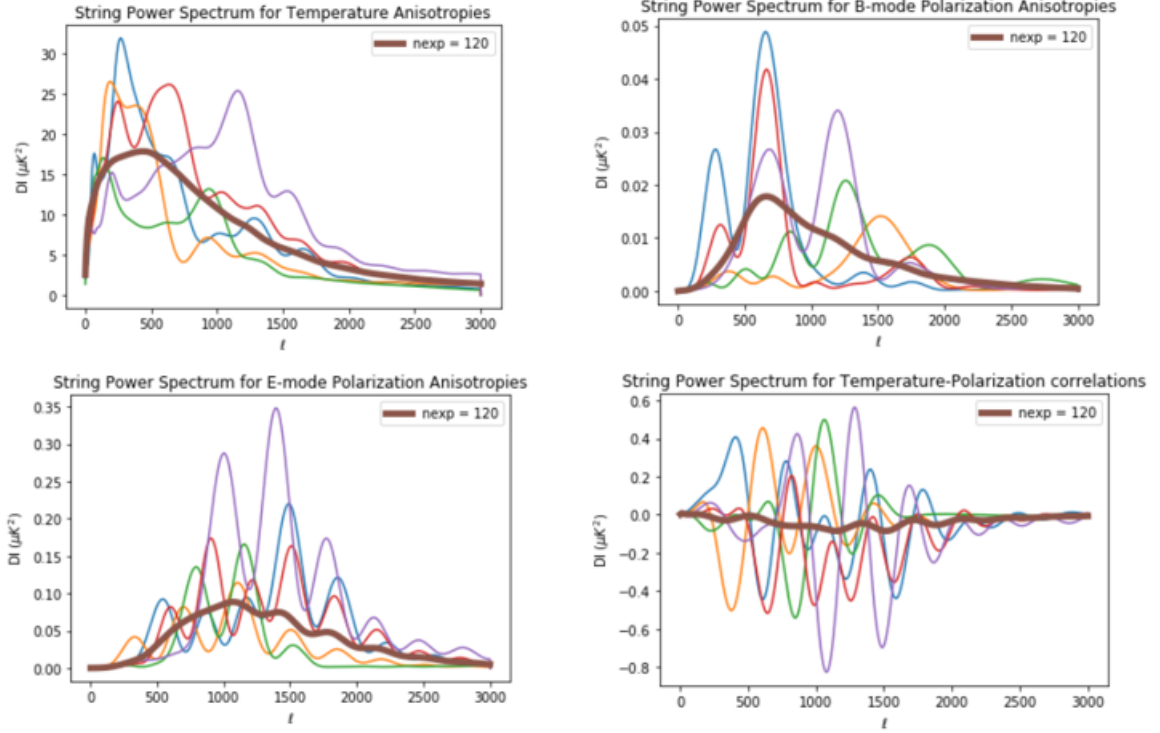 String Power Spectrum for Temperature Anisotropies
30
25
20
15
10
5
0
DI (μK²)
nexp = 120
0 500 1000 1500 2000 2500 3000
ℓ
String Power Spectrum for B-mode Polarization Anisotropies
0.05
0.04
0.03
0.02
0.01
0.00
DI (μK²)
nexp = 120
0 500 1000 1500 2000 2500 3000
ℓ
String Power Spectrum for E-mode Polarization Anisotropies
0.35
0.30
0.25
0.20
0.15
0.10
0.05
0.00
DI (μK²)
nexp = 120
0 500 1000 1500 2000 2500 3000
ℓ
String Power Spectrum for Temperature-Polarization correlations
0.6
0.4
0.2
0.0
−0.2
−0.4
−0.6
−0.8
DI (μK²)
nexp = 120
0 500 1000 1500 2000 2500 3000
ℓ